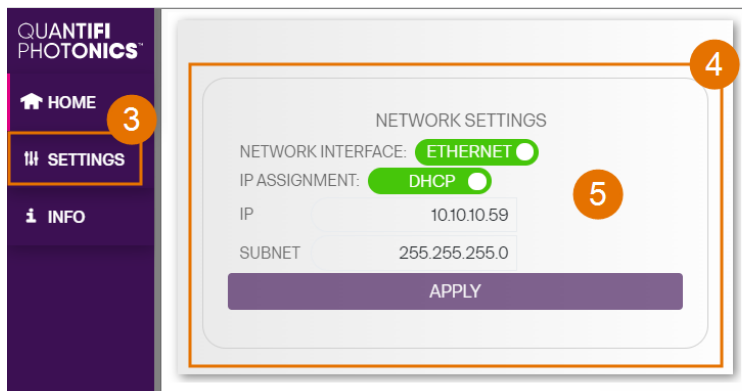 QUANTIFI
PHOTONICS™
HOME
3
SETTINGS
INFO
4
NETWORK SETTINGS
NETWORK INTERFACE: ETHERNET
IP ASSIGNMENT: DHCP
5
IP 10.10.10.59
SUBNET 255.255.255.0
APPLY